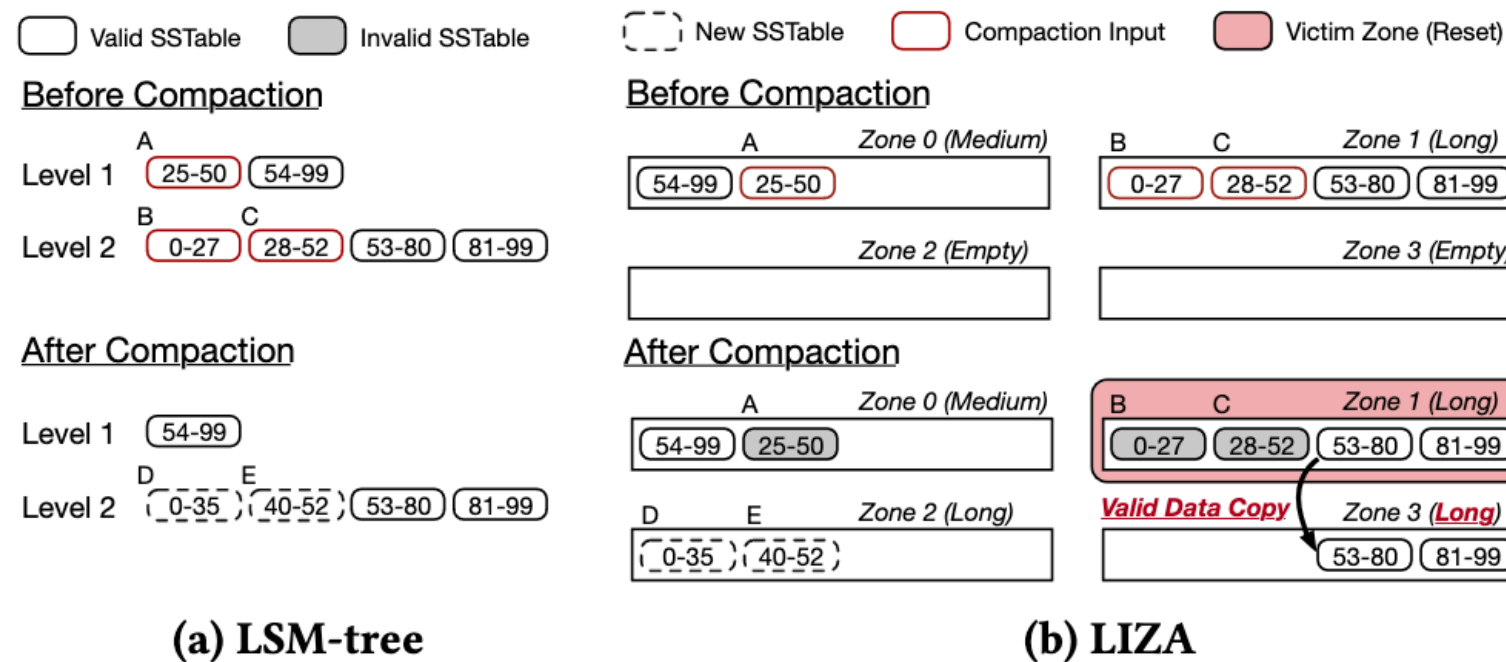 Valid SSTable Invalid SSTable New SSTable Compaction Input Victim Zone (Reset)
Before Compaction
A
Level 1 25-50 54-99
B C
Level 2 0-27 28-52 53-80 81-99
After Compaction
Level 1 54-99
D E
Level 2 0-35 40-52 53-80 81-99
(a) LSM-tree
Before Compaction
A Zone 0 (Medium)
54-99 25-50
B C Zone 1 (Long)
0-27 28-52 53-80 81-99
Zone 2 (Empty)
Zone 3 (Empty)
After Compaction
A Zone 0 (Medium)
54-99 25-50
B C Zone 1 (Long)
0-27 28-52 53-80 81-99
D E Zone 2 (Long)
0-35 40-52
Valid Data Copy Zone 3 (Long)
53-80 81-99
(b) LIZA